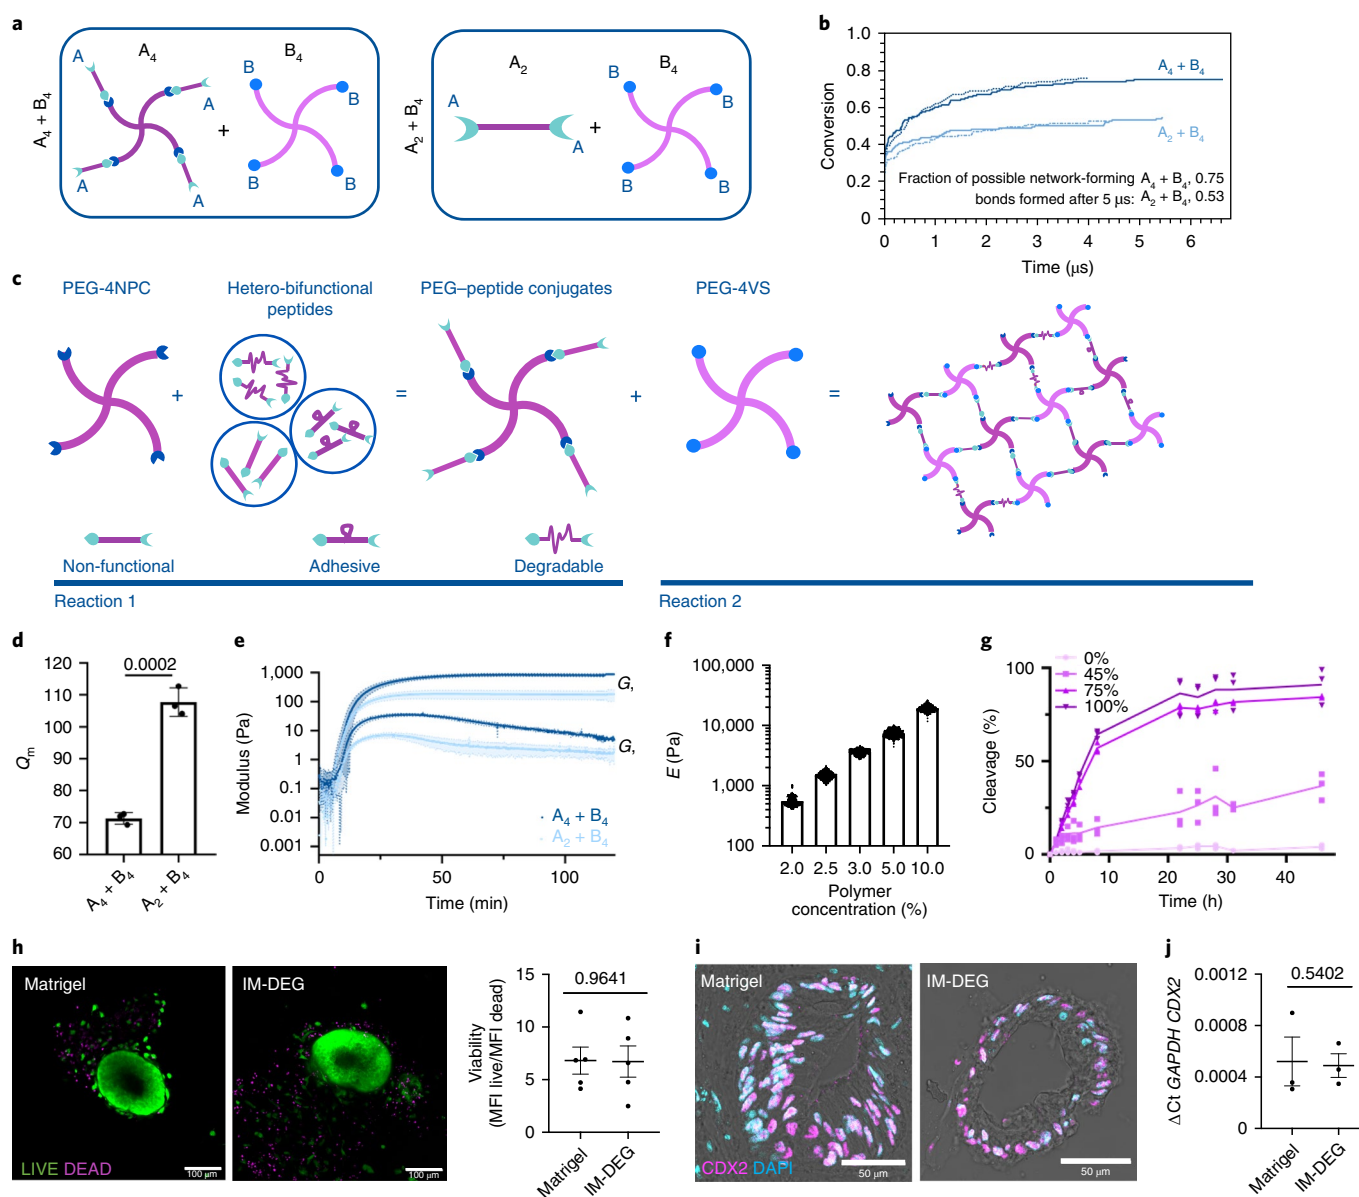 a
A₄ + B₄
A₄
B₄
A
A
A
A
+
B
B
B
B
A₂ + B₄
A₂
B₄
A
A
+
B
B
B
B
b
Conversion
1.0
0.8
0.6
0.4
0.2
0
A₄ + B₄
A₂ + B₄
Fraction of possible network-forming A₄ + B₄, 0.75
bonds formed after 5 µs: A₂ + B₄, 0.53
0 1 2 3 4 5 6
Time (µs)
c
PEG-4NPC
Hetero-bifunctional
peptides
PEG–peptide conjugates
PEG-4VS
+
=
+
=
Non-functional
Adhesive
Degradable
Reaction 1
Reaction 2
d
Qₘ
120
110
100
90
80
70
60
0.0002
A₄ + B₄
A₂ + B₄
e
Modulus (Pa)
1,000
100
10
1
0.1
0.01
0.001
G,
G,
A₄ + B₄
A₂ + B₄
0 50 100
Time (min)
f
E (Pa)
100,000
10,000
1,000
100
2.0 2.5 3.0 5.0 10.0
Polymer
concentration (%)
g
Cleavage (%)
100
50
0
0%
45%
75%
100%
0 10 20 30 40
Time (h)
h
Matrigel
LIVE DEAD
100 µm
IM-DEG
100 µm
Viability
(MFI live/MFI dead)
15
10
5
0
0.9641
Matrigel
IM-DEG
i
Matrigel
CDX2 DAPI
50 µm
IM-DEG
50 µm
j
ΔCt GAPDH CDX2
0.0012
0.0008
0.0004
0
0.5402
Matrigel
IM-DEG